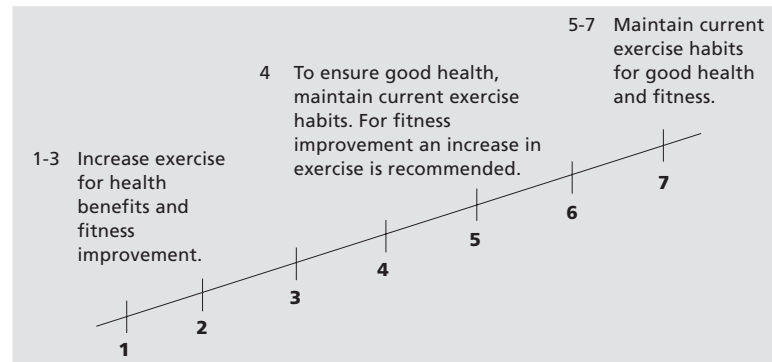 5-7 Maintain current
exercise habits
for good health
and fitness.
4 To ensure good health,
maintain current exercise
habits. For fitness
improvement an increase in
exercise is recommended.
1-3 Increase exercise
for health
benefits and
fitness
improvement.
1
2
3
4
5
6
7